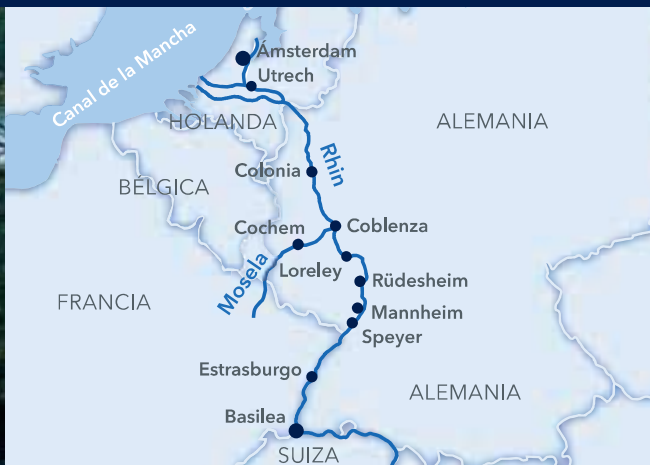 Canal de la Mancha
Ámsterdam
Utrech
HOLANDA
ALEMANIA
Colonia
Rhin
BELGICA
Cochem
Coblenza
Mosela
Loreley
Rüdesheim
FRANCIA
Mannheim
Speyer
Estrasburgo
ALEMANIA
Basilea
SUIZA